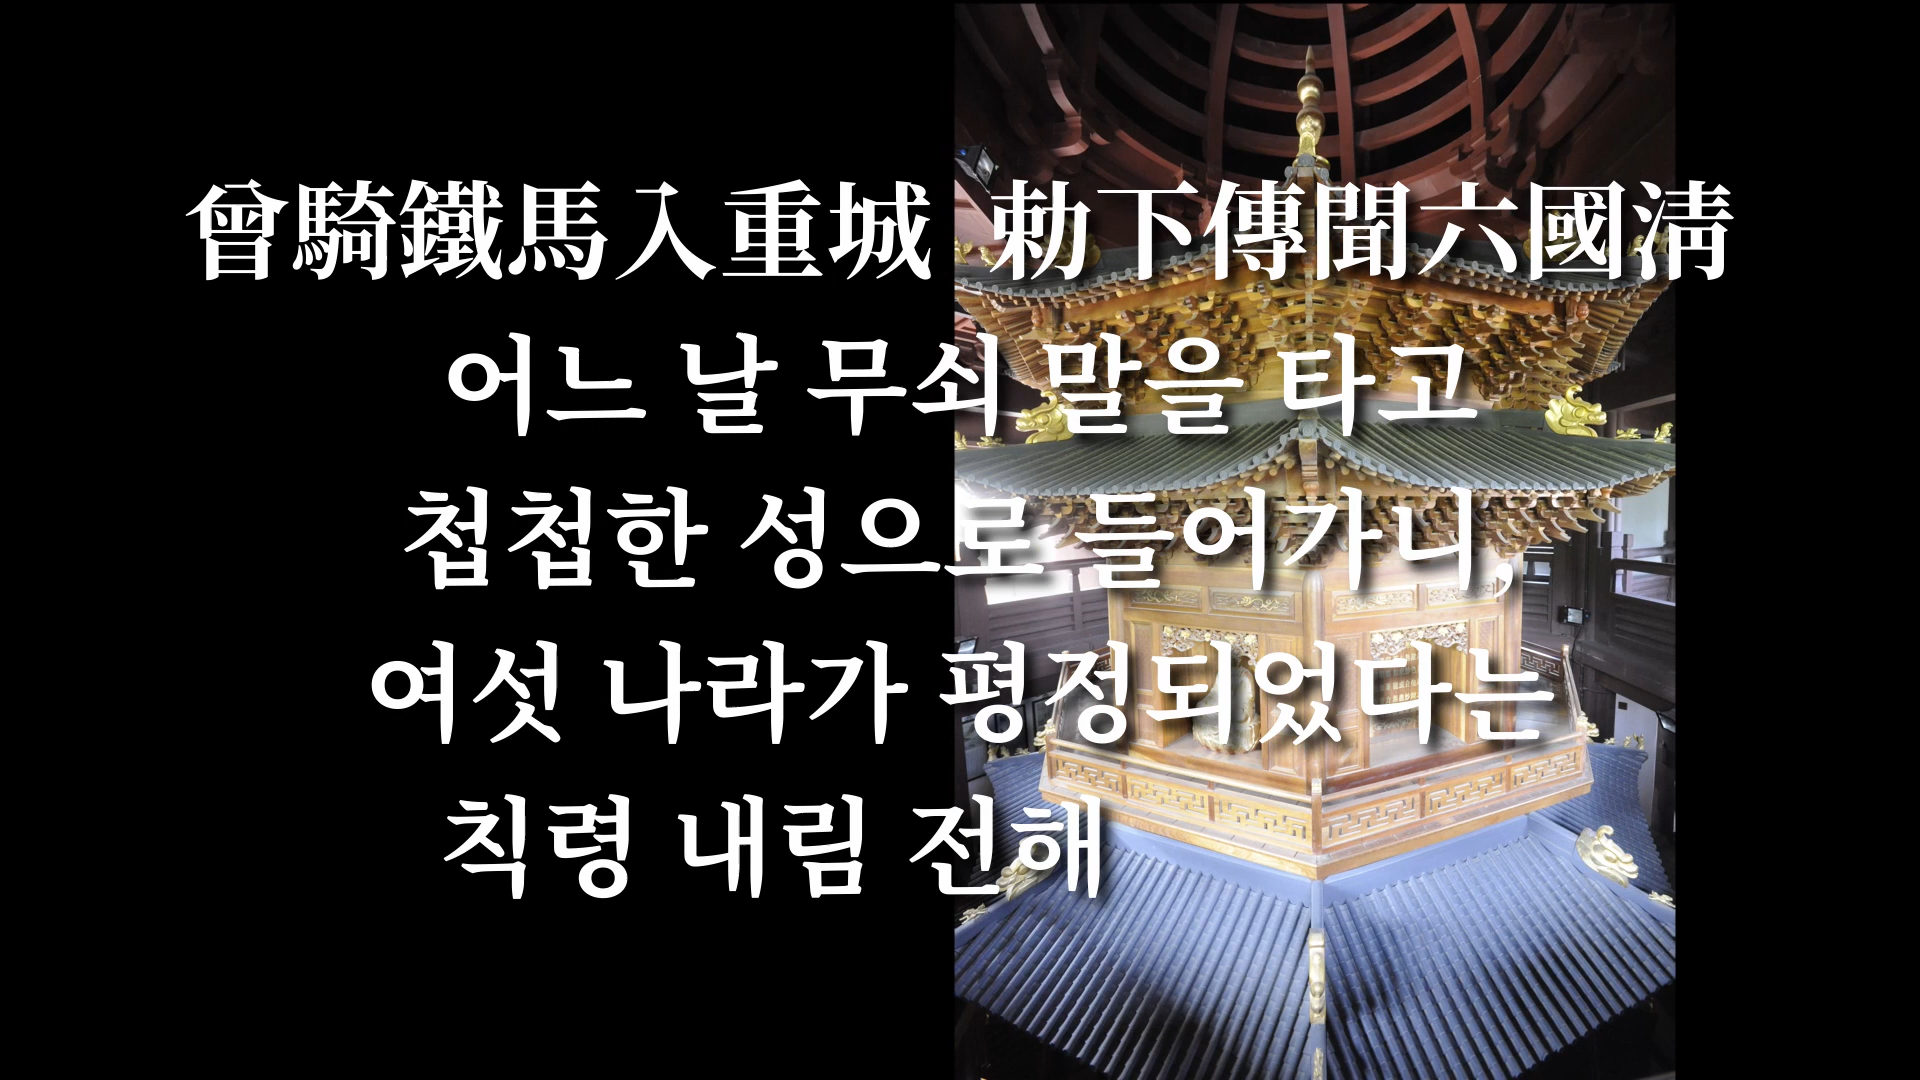 曾騎鐵馬入重城 勅下傳聞六國淸
어느 날 무쇠 말을 타고
첩첩한 성으로 들어가니,
여섯 나라가 평정되었다는
칙령 내림 전해